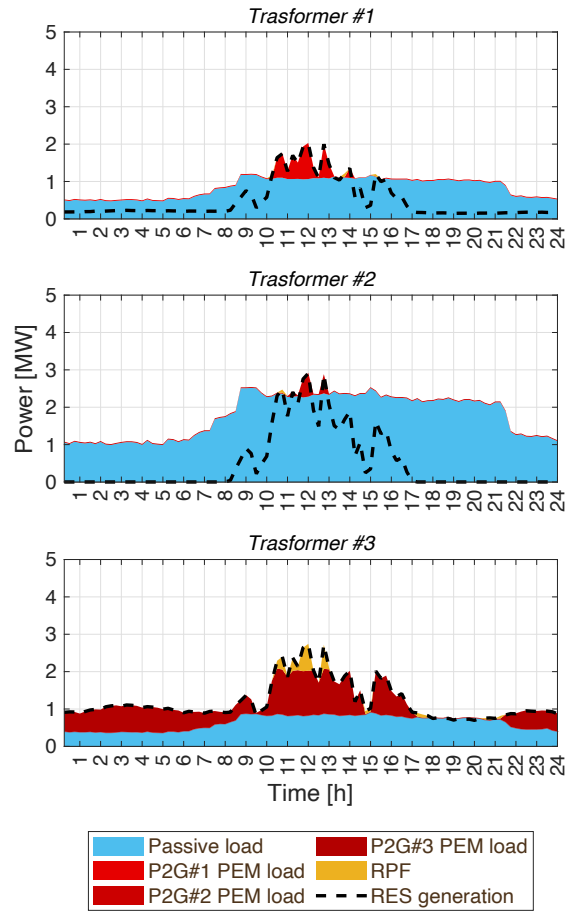 Trasformer #1
5
4
3
2
1
0
1 2 3 4 5 6 7 8 9 10 11 12 13 14 15 16 17 18 19 20 21 22 23 24
Trasformer #2
5
4
3
2
1
0
Power [MW]
1 2 3 4 5 6 7 8 9 10 11 12 13 14 15 16 17 18 19 20 21 22 23 24
Trasformer #3
5
4
3
2
1
0
1 2 3 4 5 6 7 8 9 10 11 12 13 14 15 16 17 18 19 20 21 22 23 24
Time [h]
Passive load P2G#3 PEM load
P2G#1 PEM load RPF
P2G#2 PEM load RES generation